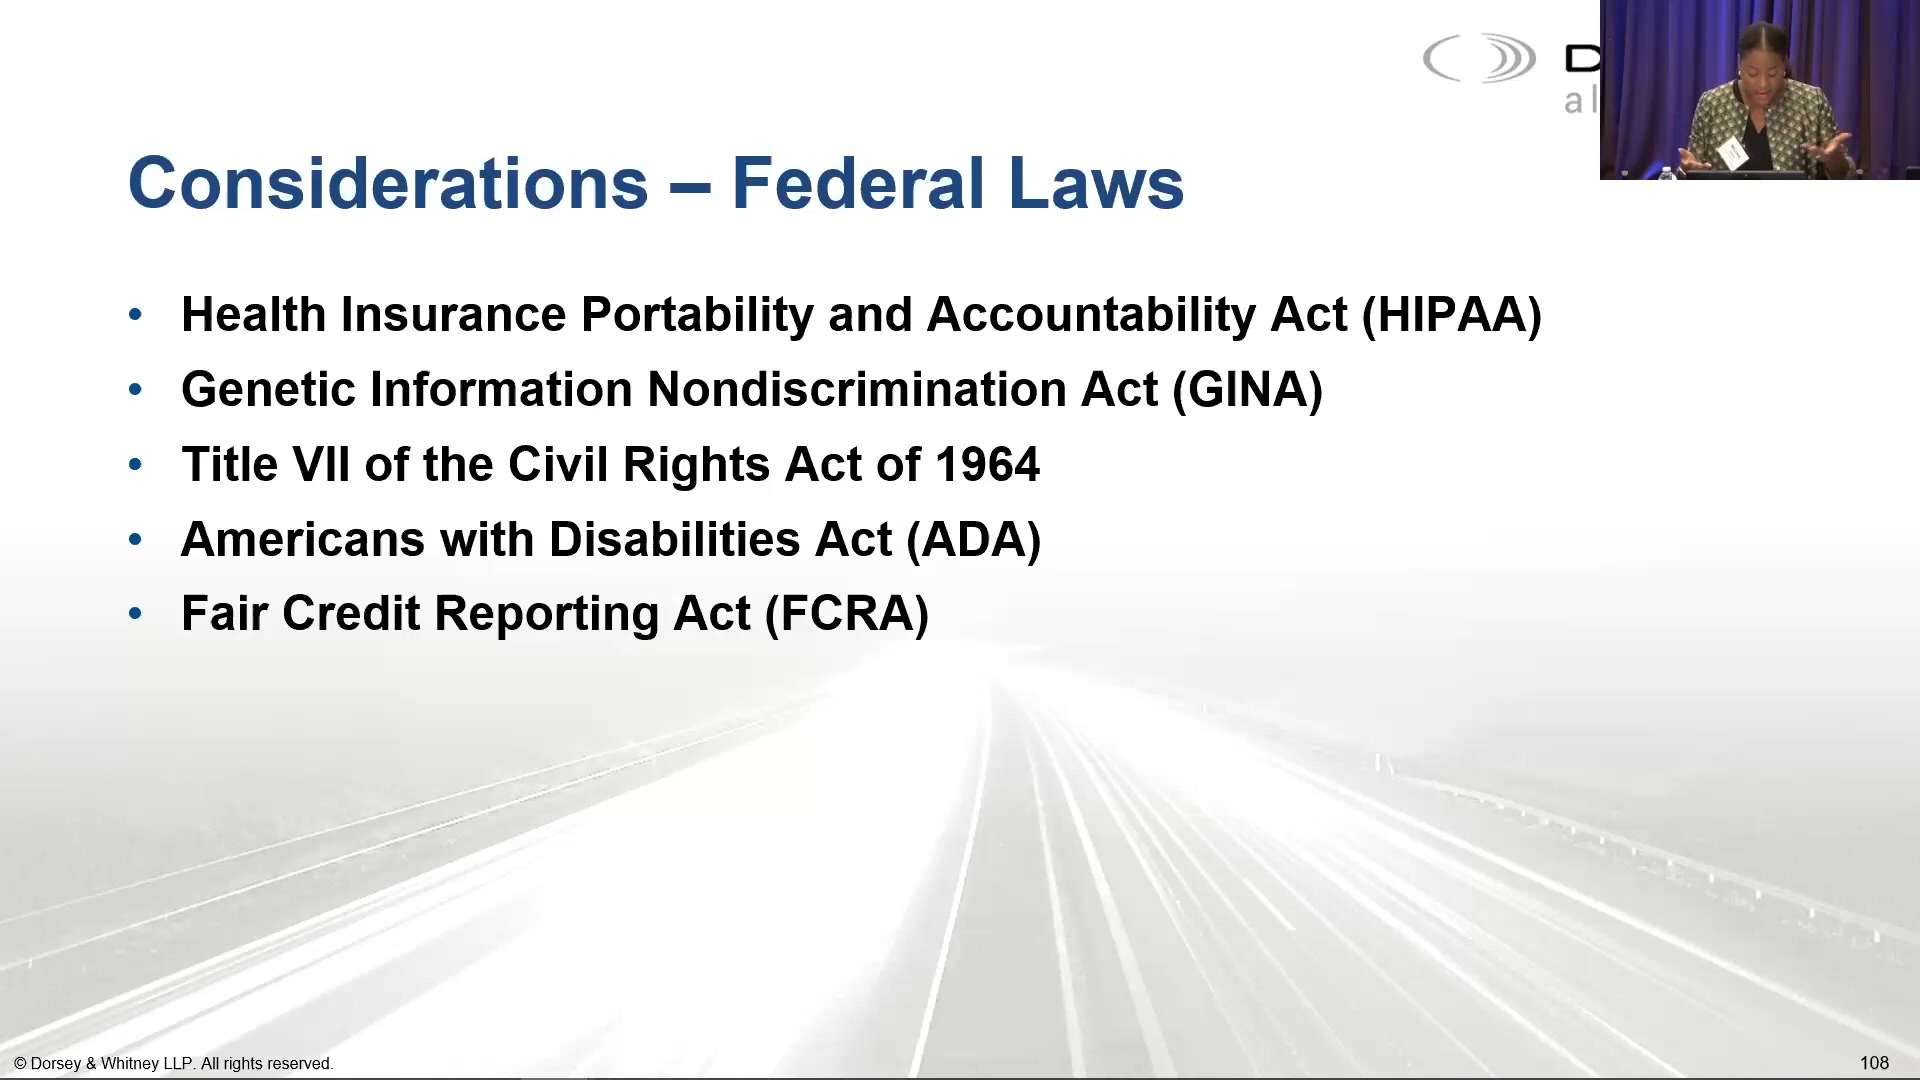 Considerations – Federal Laws
• Health Insurance Portability and Accountability Act (HIPAA)
• Genetic Information Nondiscrimination Act (GINA)
• Title VII of the Civil Rights Act of 1964
• Americans with Disabilities Act (ADA)
• Fair Credit Reporting Act (FCRA)
© Dorsey & Whitney LLP. All rights reserved.
108